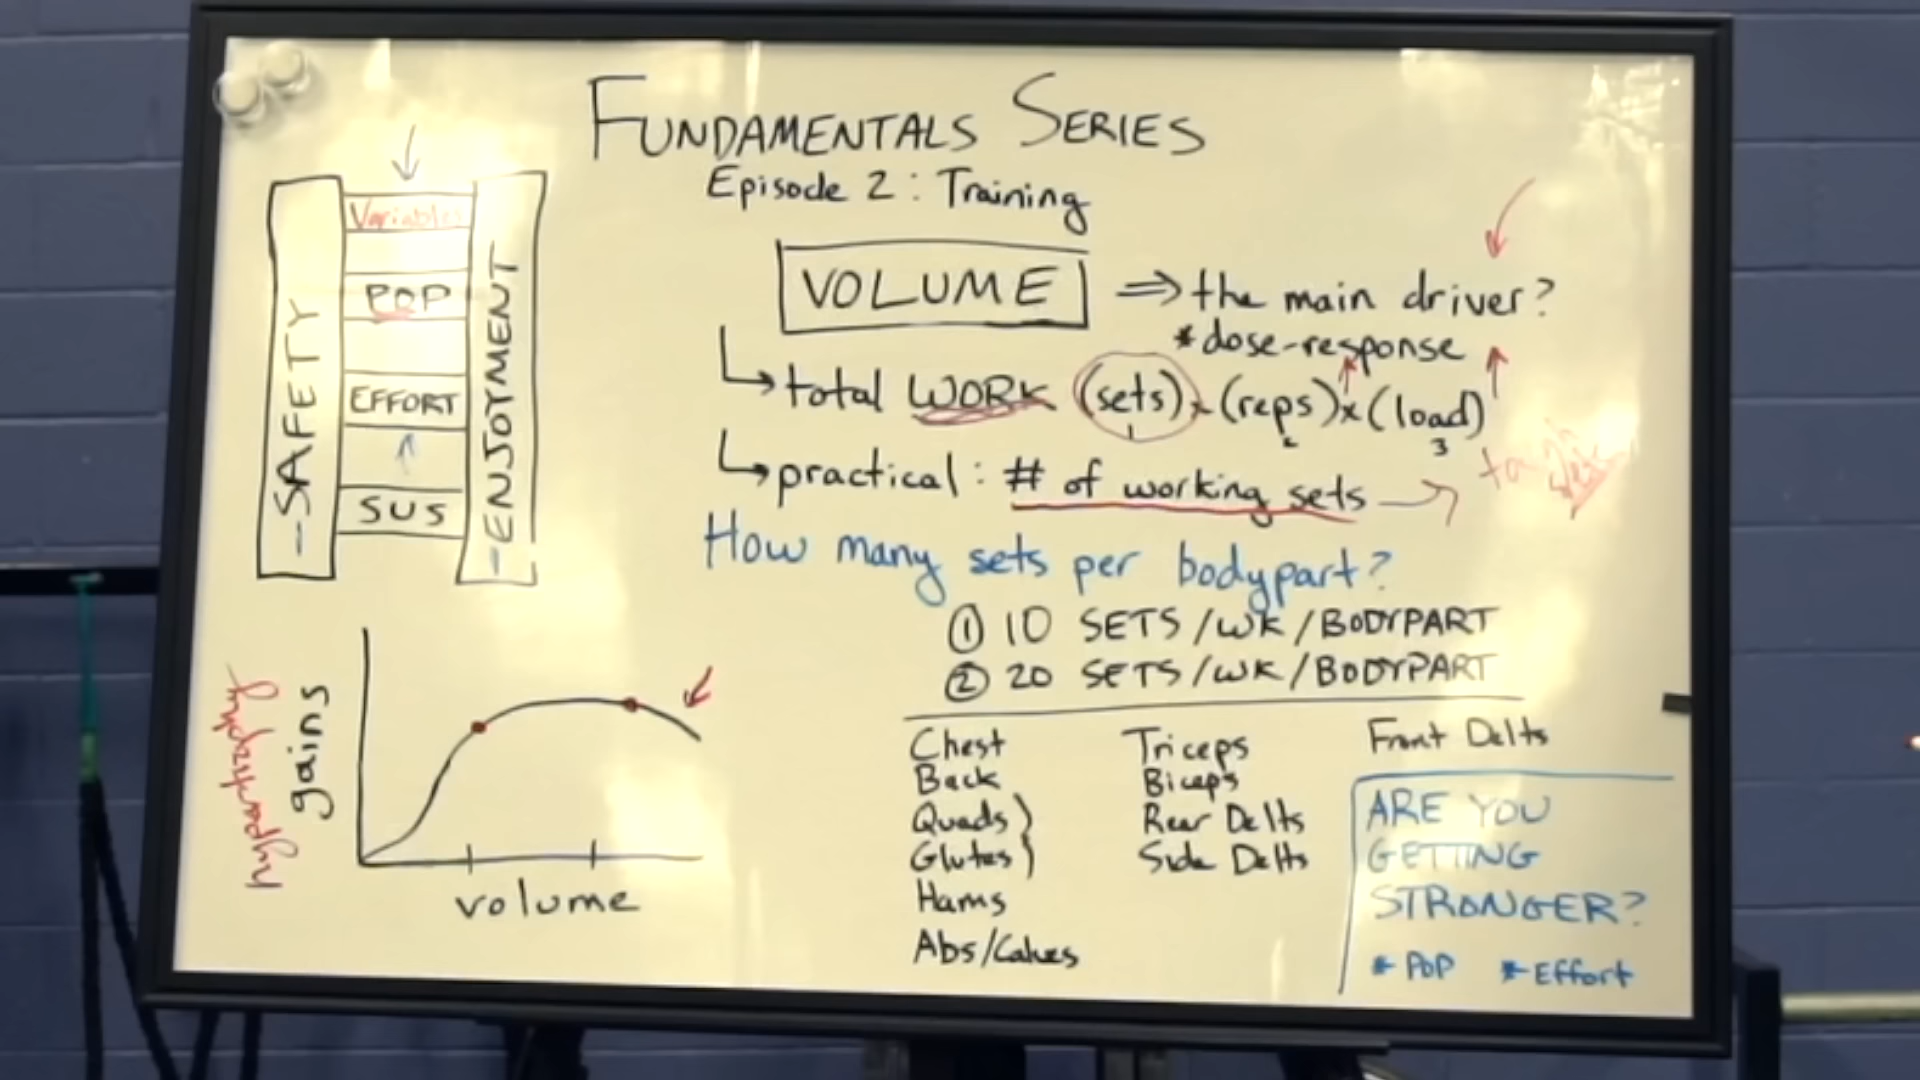 FUNDAMENTALS SERIES
Episode 2: Training
Variables
POP
EFFORT
SUS
SAFETY
ENJOYMENT
VOLUME ⇒ the main driver?
*dose-response
↳ total WORK (sets) x (reps) x (load)
1 2 3
↳ practical: # of working sets →
How many sets per bodypart?
① 10 SETS/WK/BODYPART
② 20 SETS/WK/BODYPART
Chest
Back
Quads }
Glutes }
Hams
Abs/Calves
Triceps
Biceps
Rear Delts
Side Delts
Front Delts
ARE YOU
GETTING
STRONGER?
* POP * Effort
hypertrophy
gains
volume